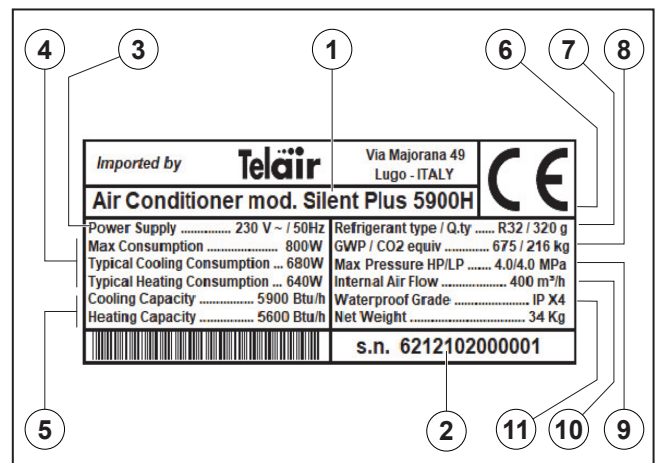 4 3 1 6 7 8
Imported by Telair Via Majorana 49
Lugo - ITALY
CE
Air Conditioner mod. Silent Plus 5900H
Power Supply .............. 230 V ~ / 50Hz
Max Consumption ..................... 800W
Typical Cooling Consumption ... 680W
Typical Heating Consumption ... 640W
Cooling Capacity ................ 5900 Btu/h
Heating Capacity ................ 5600 Btu/h
Refrigerant type / Q.ty ...... R32 / 320 g
GWP / CO2 equiv ............. 675 / 216 kg
Max Pressure HP/LP ....... 4.0/4.0 MPa
Internal Air Flow ................... 400 m³/h
Waterproof Grade ...................... IP X4
Net Weight .................................. 34 Kg
s.n. 6212102000001
5 2 11 10 9